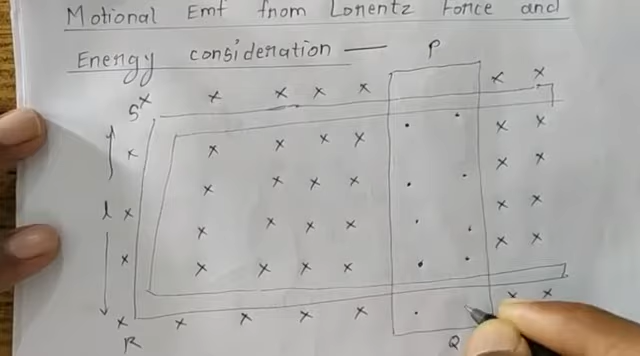 Motional Emf from Lorentz Force and
Energy consideration —
P
S
l
R
Q